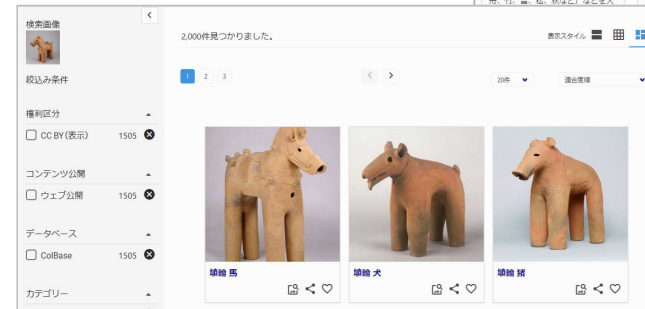 検索画像
絞込み条件
権利区分
CC BY(表示) 1505
コンテンツ公開
ウェブ公開 1505
データベース
ColBase 1505
カテゴリー
2,000件見つかりました。
表示スタイル
1 2 3
20件
適合度順
埴輪 馬
埴輪 犬
埴輪 猪